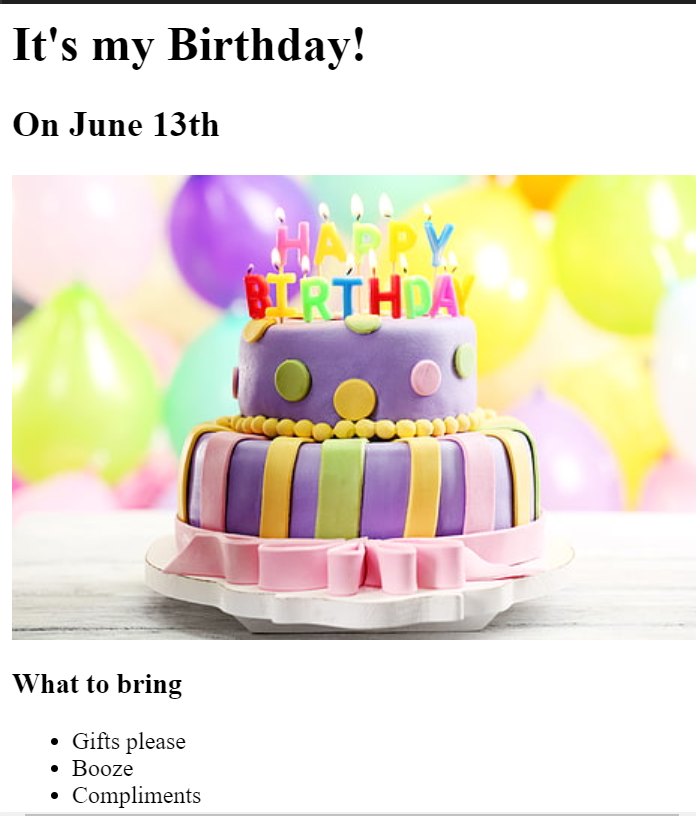 It's my Birthday!
On June 13th
HAPPY
BIRTHDAY
What to bring
Gifts please
Booze
Compliments